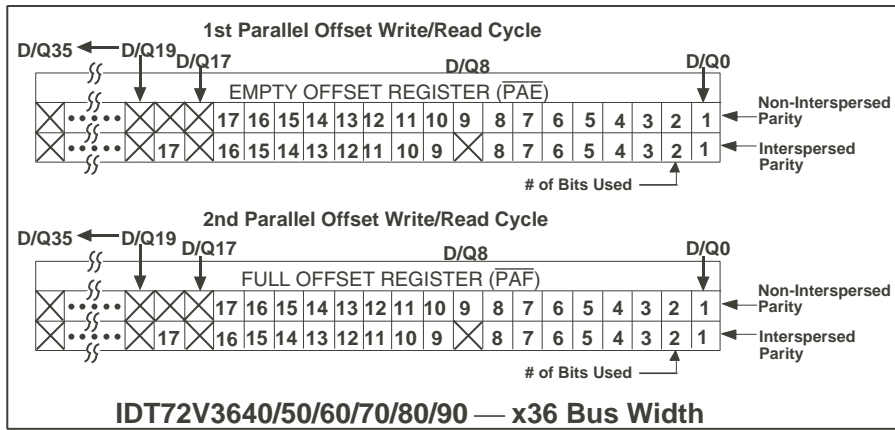 1st Parallel Offset Write/Read Cycle
D/Q35 D/Q19 D/Q17 D/Q8 D/Q0
EMPTY OFFSET REGISTER (PAE)
17 16 15 14 13 12 11 10 9 8 7 6 5 4 3 2 1 Non-Interspersed Parity
17 16 15 14 13 12 11 10 9 8 7 6 5 4 3 2 1 Interspersed Parity
# of Bits Used
2nd Parallel Offset Write/Read Cycle
D/Q35 D/Q19 D/Q17 D/Q8 D/Q0
FULL OFFSET REGISTER (PAF)
17 16 15 14 13 12 11 10 9 8 7 6 5 4 3 2 1 Non-Interspersed Parity
17 16 15 14 13 12 11 10 9 8 7 6 5 4 3 2 1 Interspersed Parity
# of Bits Used
IDT72V3640/50/60/70/80/90 — x36 Bus Width